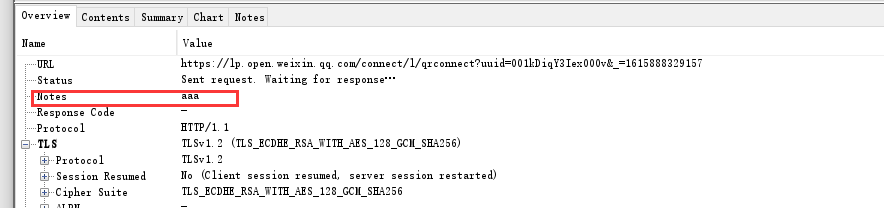 Overview Contents Summary Chart Notes
Name Value
URL https://lp.open.weixin.qq.com/connect/l/qrconnect?uuid=001kDiqY3Iex000v&_=1615888329157
Status Sent request. Waiting for response…
Notes aaa
Response Code —
Protocol HTTP/1.1
TLS TLSv1.2 (TLS_ECDHE_RSA_WITH_AES_128_GCM_SHA256)
Protocol TLSv1.2
Session Resumed No (Client session resumed, server session restarted)
Cipher Suite TLS_ECDHE_RSA_WITH_AES_128_GCM_SHA256
ALPN —